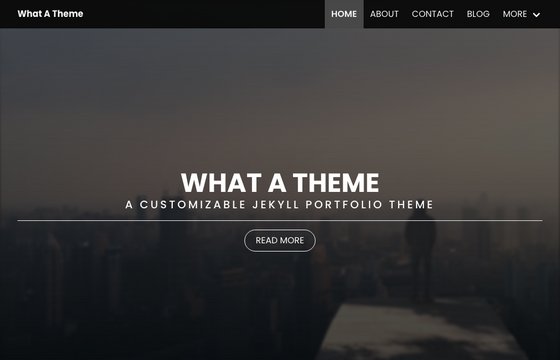 What A Theme
HOME ABOUT CONTACT BLOG MORE
WHAT A THEME
A CUSTOMIZABLE JEKYLL PORTFOLIO THEME
READ MORE